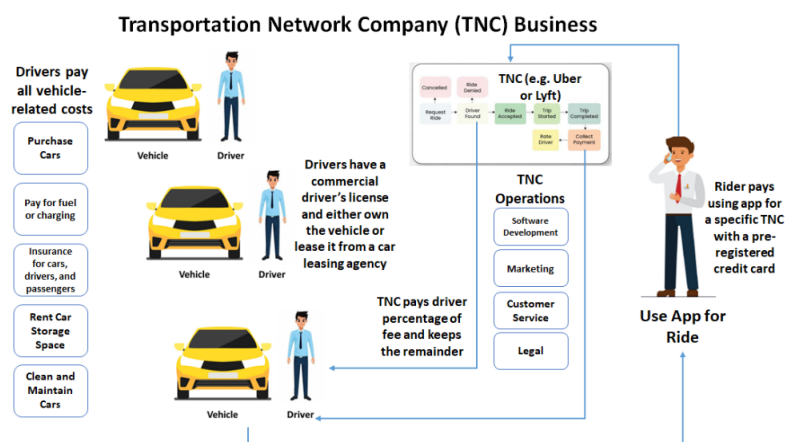 Transportation Network Company (TNC) Business
Drivers pay
all vehicle-
related costs
Purchase
Cars
Pay for fuel
or charging
Insurance
for cars,
drivers, and
passengers
Rent Car
Storage
Space
Clean and
Maintain
Cars
Vehicle
Driver
Drivers have a
commercial
driver's license
and either own
the vehicle or
lease it from a car
leasing agency
Vehicle
Driver
TNC pays driver
percentage of
fee and keeps
the remainder
Vehicle
Driver
TNC (e.g. Uber
or Lyft)
Cancelled
Ride
Denied
Request
Ride
Driver
Found
Ride
Accepted
Trip
Started
Trip
Completed
Rate
Driver
Collect
Payment
TNC
Operations
Software
Development
Marketing
Customer
Service
Legal
Rider pays
using app for
a specific TNC
with a pre-
registered
credit card
Use App for
Ride